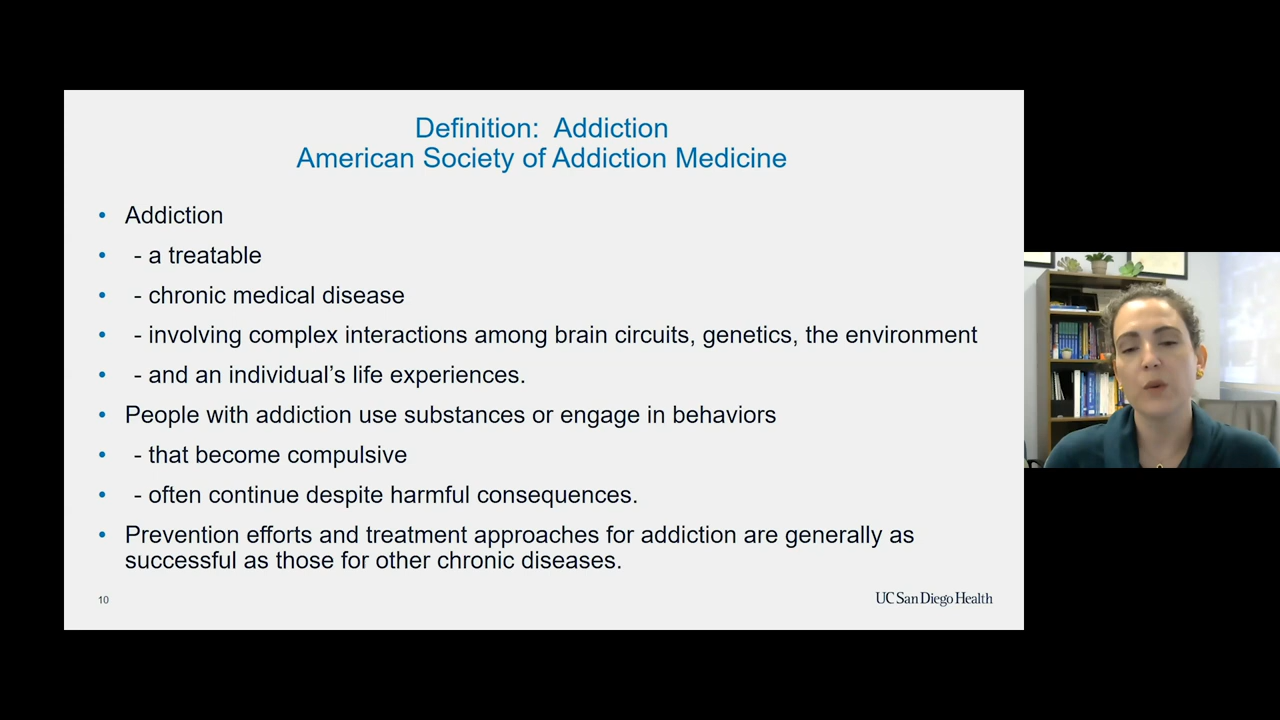 Definition:  Addiction
American Society of Addiction Medicine
• Addiction
• - a treatable
• - chronic medical disease
• - involving complex interactions among brain circuits, genetics, the environment
• - and an individual’s life experiences.
• People with addiction use substances or engage in behaviors
• - that become compulsive
• - often continue despite harmful consequences.
• Prevention efforts and treatment approaches for addiction are generally as
successful as those for other chronic diseases.
10
UC San Diego Health